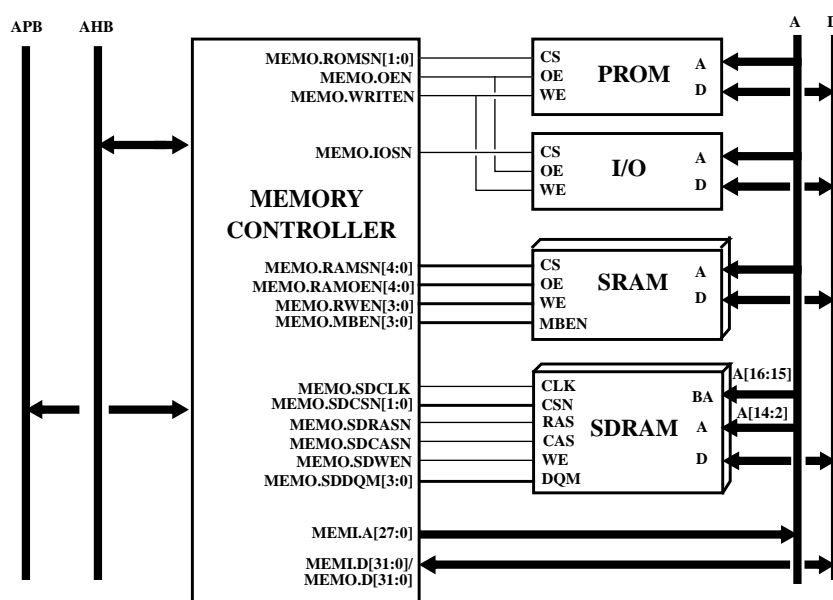 APB AHB A
MEMO.ROMSN[1:0]
MEMO.OEN
MEMO.WRITEN
CS
OE
WE
PROM
A
D
MEMO.IOSN
CS
OE
WE
I/O
A
D
MEMORY
CONTROLLER
MEMO.RAMSN[4:0]
MEMO.RAMOEN[4:0]
MEMO.RWEN[3:0]
MEMO.MBEN[3:0]
CS
OE
WE
MBEN
SRAM
A
D
MEMO.SDCLK
MEMO.SDCSN[1:0]
MEMO.SDRASN
MEMO.SDCASN
MEMO.SDWEN
MEMO.SDDQM[3:0]
CLK
CSN
RAS
CAS
WE
DQM
SDRAM
BA
A
D
A[16:15]
A[14:2]
MEMI.A[27:0]
MEMI.D[31:0]/
MEMO.D[31:0]